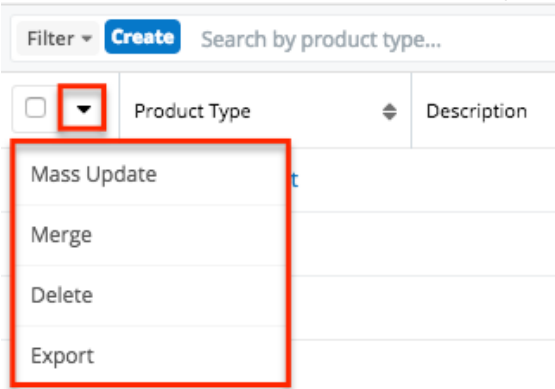 Filter Create Search by product type...
Product Type Description
Mass Update
t
Merge
Delete
Export